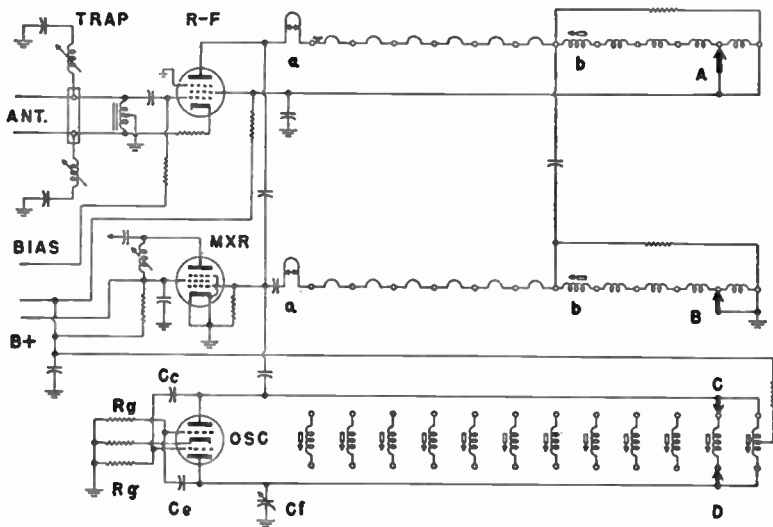 TRAP R-F
a b A
ANT.
BIAS MXR
a b B
B+
Cc C
Rg OSC
Rg Ce Cf D